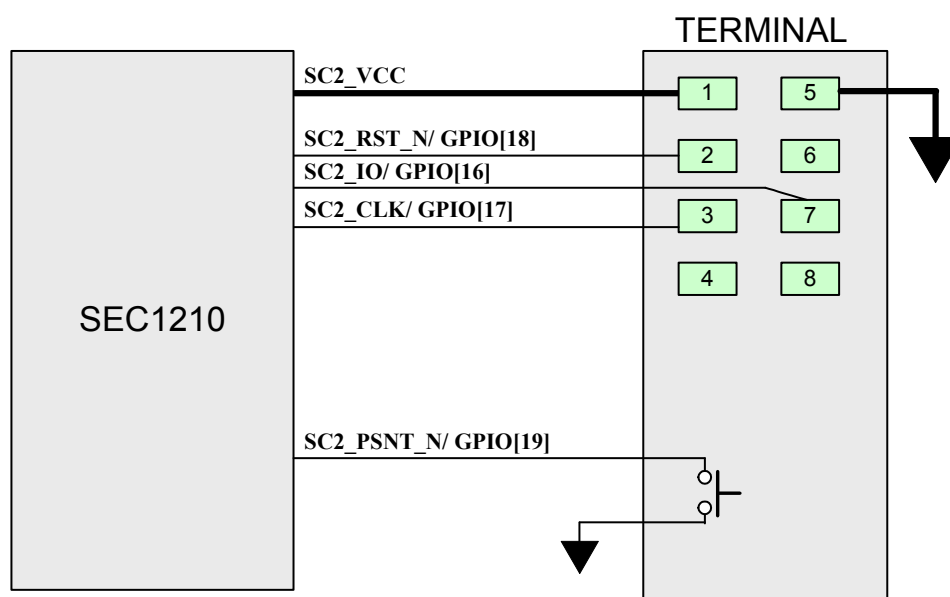 TERMINAL
SC2_VCC
1
5
SC2_RST_N/ GPIO[18]
2
6
SC2_IO/ GPIO[16]
SC2_CLK/ GPIO[17]
3
7
4
8
SEC1210
SC2_PSNT_N/ GPIO[19]